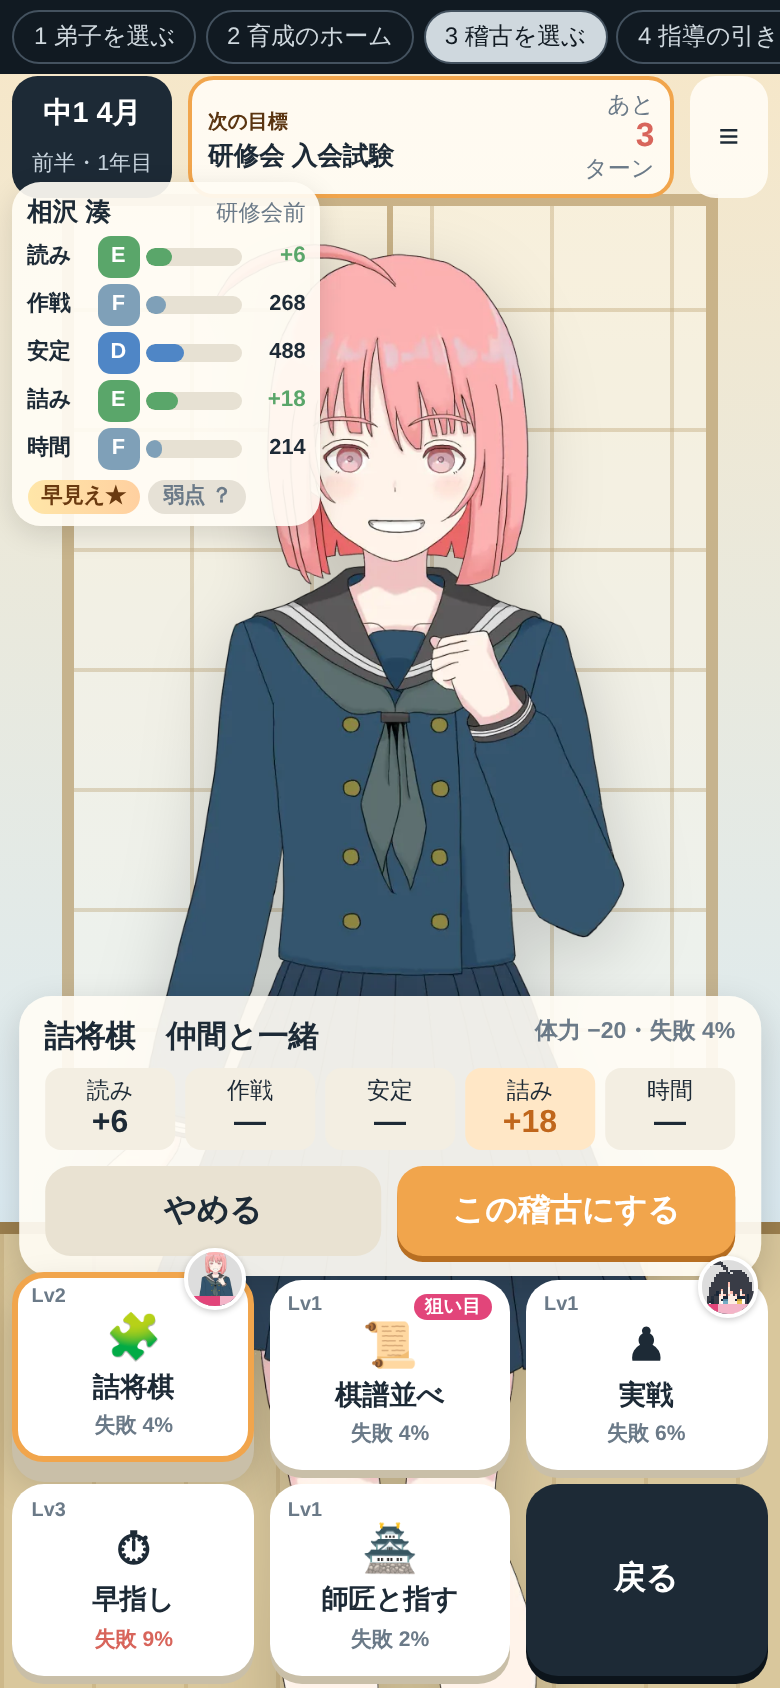 1 弟子を選ぶ
2 育成のホーム
3 稽古を選ぶ
4 指導の引き
中1 4月
前半・1年目
次の目標
研修会 入会試験
あと
3
ターン
≡
相沢 湊
研修会前
読み E +6
作戦 F 268
安定 D 488
詰み E +18
時間 F 214
早見え★
弱点 ？
詰将棋　仲間と一緒
体力 −20・失敗 4%
読み
+6
作戦
—
安定
—
詰み
+18
時間
—
やめる
この稽古にする
Lv2
詰将棋
失敗 4%
Lv1
狙い目
棋譜並べ
失敗 4%
Lv1
実戦
失敗 6%
Lv3
早指し
失敗 9%
Lv1
師匠と指す
失敗 2%
戻る